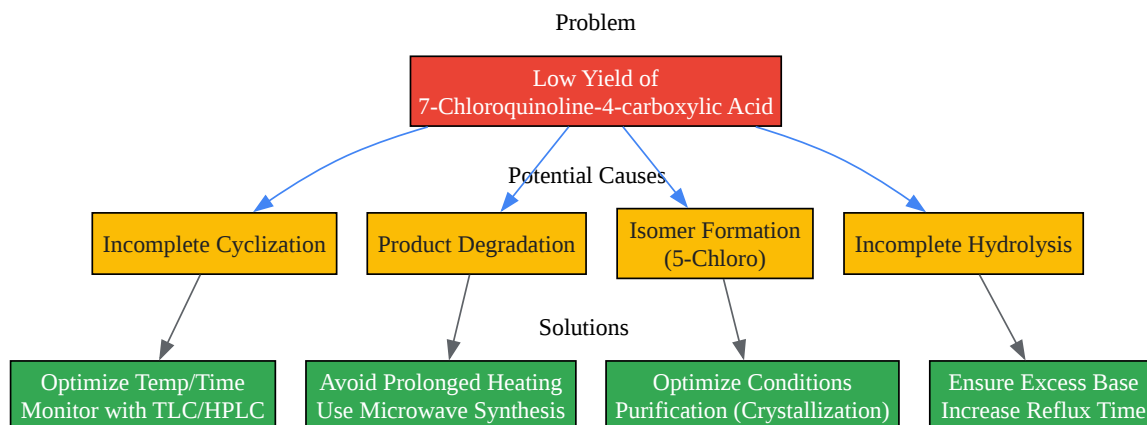 Problem
Low Yield of
7-Chloroquinoline-4-carboxylic Acid
Potential Causes
Incomplete Cyclization
Product Degradation
Isomer Formation
(5-Chloro)
Incomplete Hydrolysis
Solutions
Optimize Temp/Time
Monitor with TLC/HPLC
Avoid Prolonged Heating
Use Microwave Synthesis
Optimize Conditions
Purification (Crystallization)
Ensure Excess Base
Increase Reflux Time